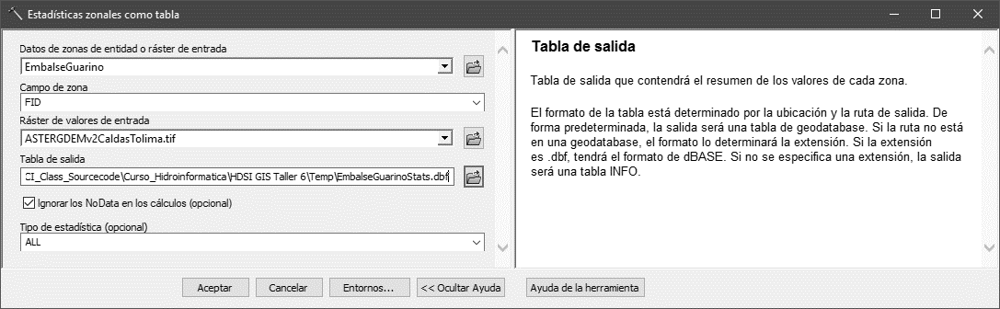 Estadísticas zonales como tabla
Datos de zonas de entidad o ráster de entrada
EmbalseGuarino
Campo de zona
FID
Ráster de valores de entrada
ASTERGDEMv2CaldasTolima.tif
Tabla de salida
CI_Class_Sourcecode\Curso_Hidroinformatica\HDSI GIS Taller 6\Temp\EmbalseGuarinoStats.dbf
Ignorar los NoData en los cálculos (opcional)
Tipo de estadística (opcional)
ALL
Tabla de salida
Tabla de salida que contendrá el resumen de los valores de cada zona.
El formato de la tabla está determinado por la ubicación y la ruta de salida. De
forma predeterminada, la salida será una tabla de geodatabase. Si la ruta no está
en una geodatabase, el formato lo determinará la extensión. Si la extensión
es .dbf, tendrá el formato de dBASE. Si no se especifica una extensión, la salida
será una tabla INFO.
Aceptar
Cancelar
Entornos...
<< Ocultar Ayuda
Ayuda de la herramienta